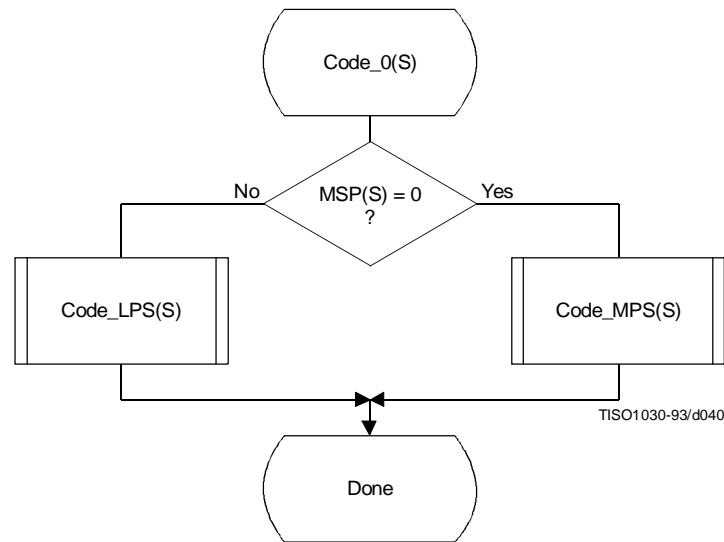 Code_0(S)
No
MSP(S) = 0
?
Yes
Code_LPS(S)
Code_MPS(S)
TISO1030-93/d040
Done